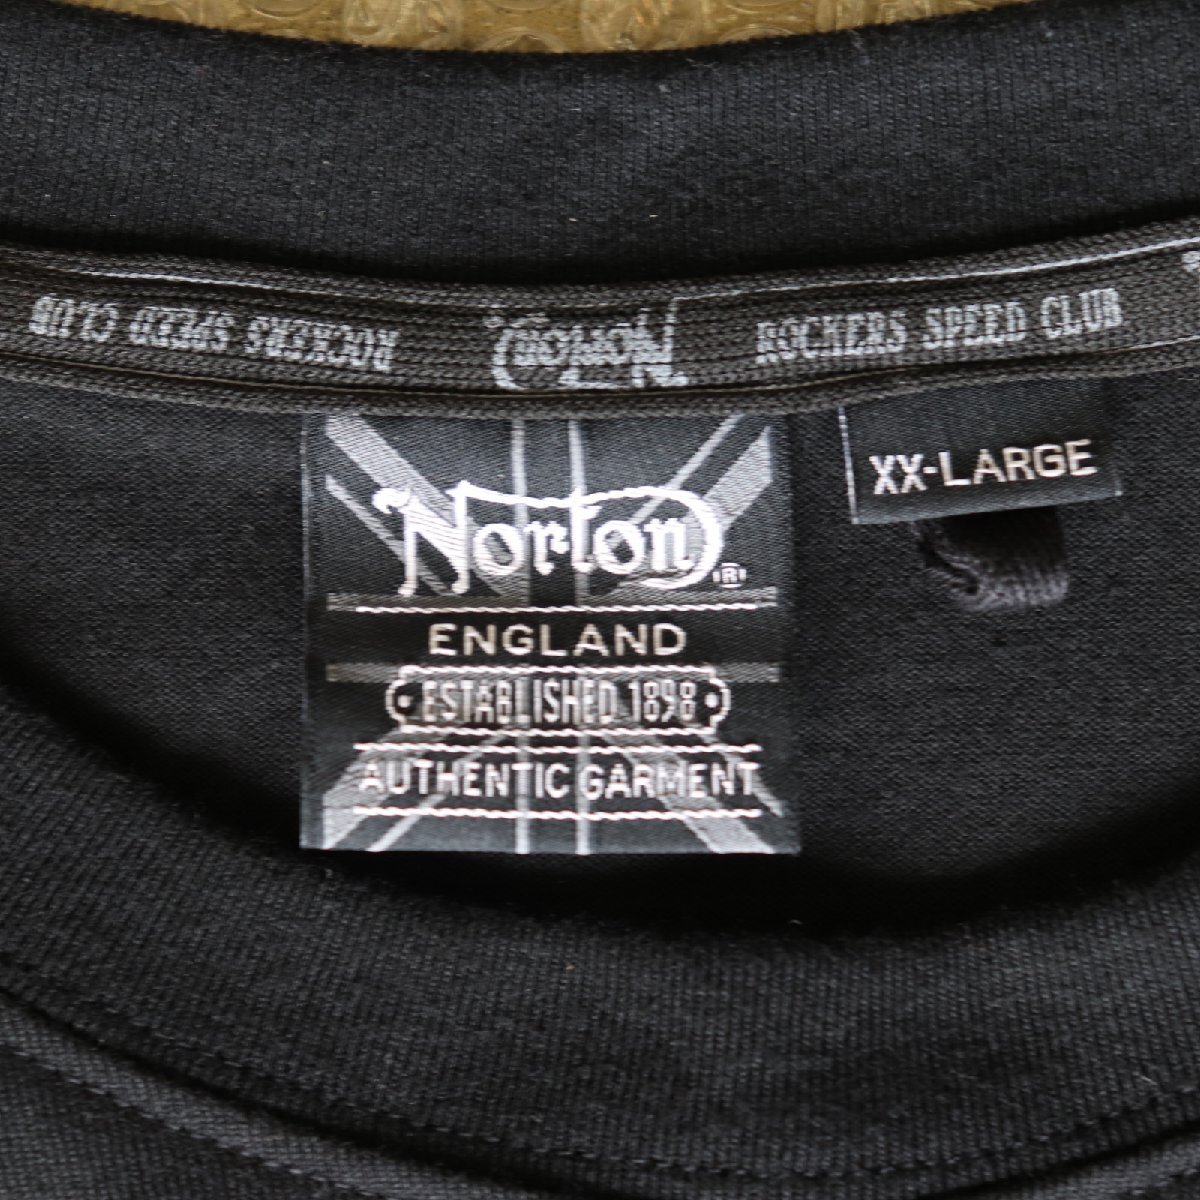 ROCKERS SPEED CLUB Norton ROCKERS SPEED CLUB
XX-LARGE
Norton®
ENGLAND
ESTABLISHED 1898
AUTHENTIC GARMENT